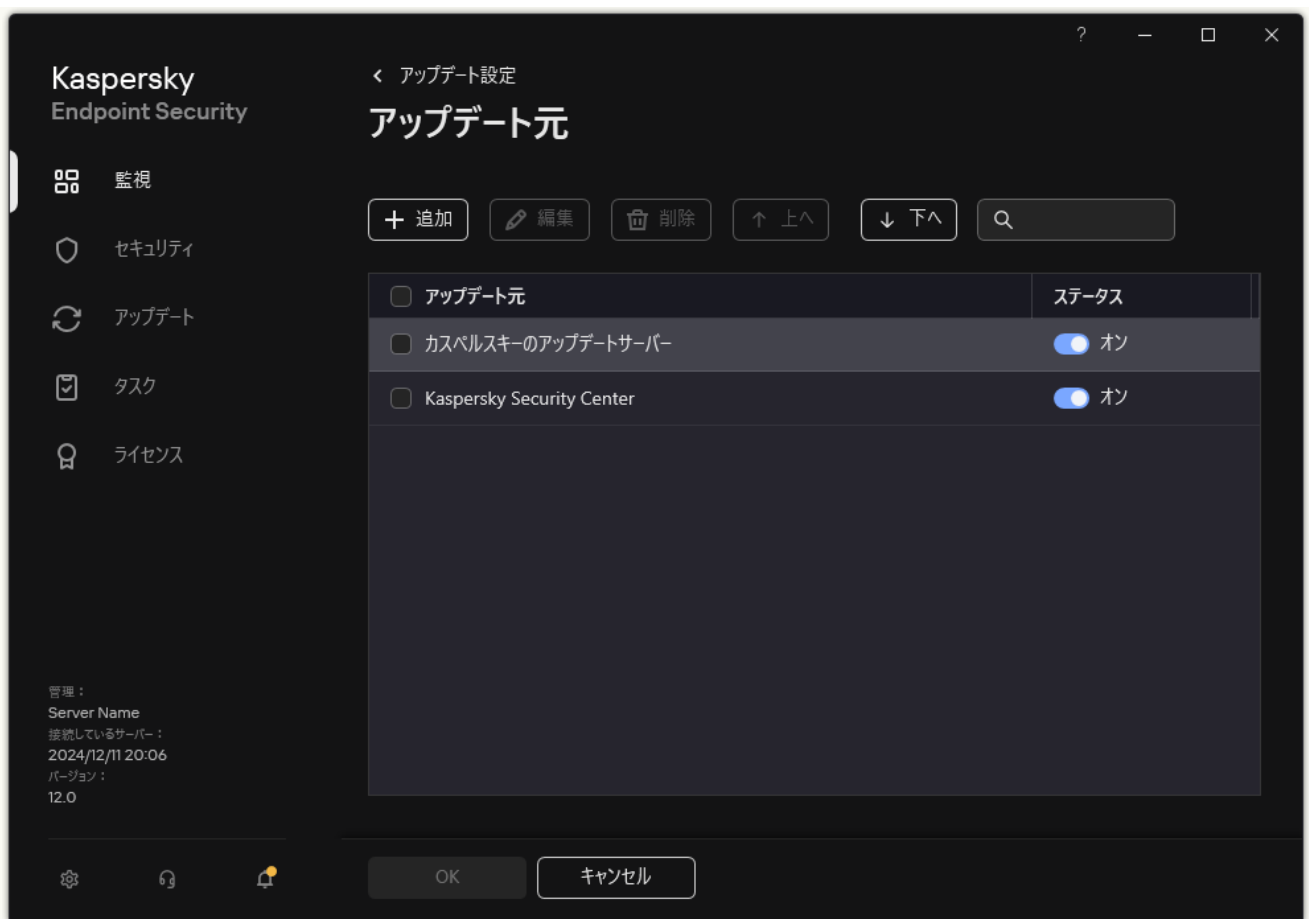 ?
Kaspersky
Endpoint Security
監視
セキュリティ
アップデート
タスク
ライセンス
管理：
Server Name
接続しているサーバー：
2024/12/11 20:06
バージョン：
12.0
アップデート設定
アップデート元
追加
編集
削除
上へ
下へ
アップデート元 ステータス
カスペルスキーのアップデートサーバー オン
Kaspersky Security Center オン
OK
キャンセル